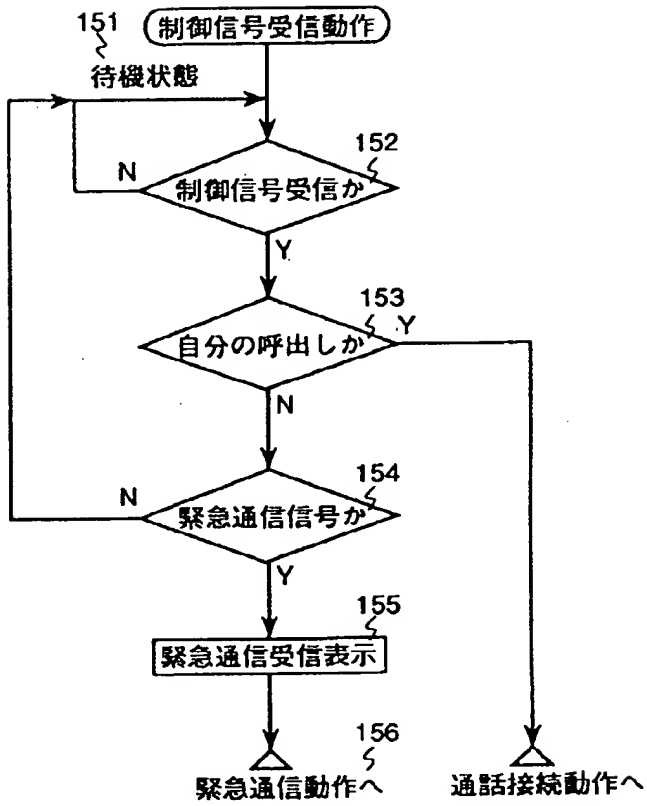 151
制御信号受信動作
待機状態
152
N
制御信号受信か
Y
153
自分の呼出しか
Y
N
154
N
緊急通信信号か
Y
155
緊急通信受信表示
156
緊急通信動作へ
通話接続動作へ